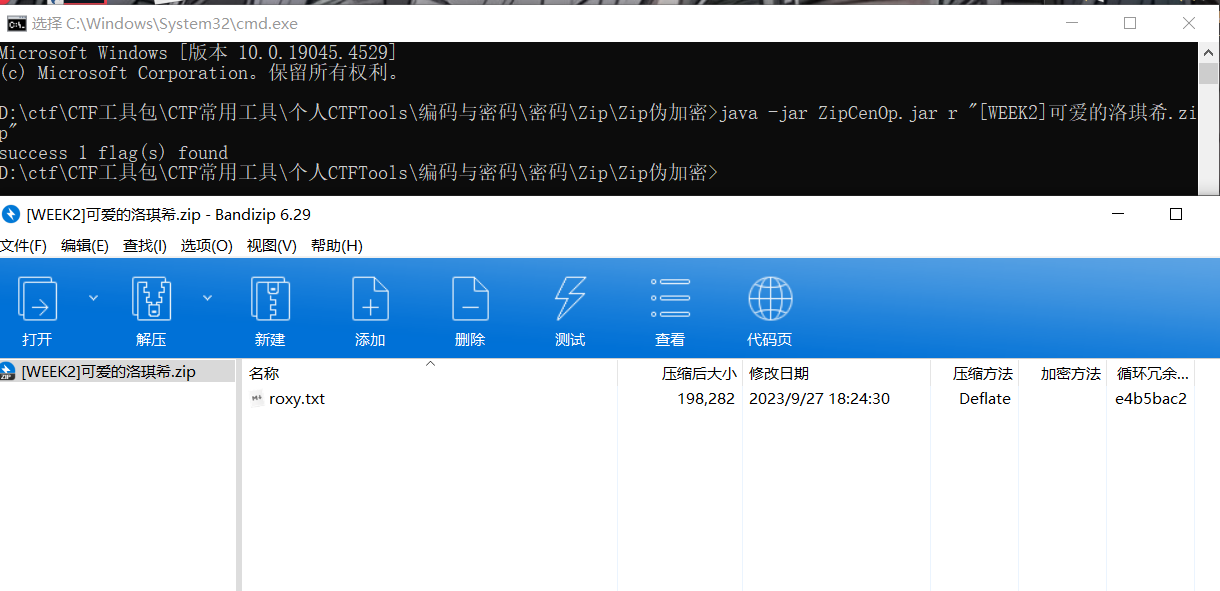 选择 C:\Windows\System32\cmd.exe
Microsoft Windows [版本 10.0.19045.4529]
(c) Microsoft Corporation。保留所有权利。
D:\ctf\CTF工具包\CTF常用工具\个人CTFTools\编码与密码\密码\Zip\Zip伪加密>java -jar ZipCenOp.jar r "[WEEK2]可爱的洛琪希.zi
p"
success 1 flag(s) found
D:\ctf\CTF工具包\CTF常用工具\个人CTFTools\编码与密码\密码\Zip\Zip伪加密>
[WEEK2]可爱的洛琪希.zip - Bandizip 6.29
文件(F) 编辑(E) 查找(I) 选项(O) 视图(V) 帮助(H)
打开 解压 新建 添加 删除 测试 查看 代码页
[WEEK2]可爱的洛琪希.zip
名称 压缩后大小 修改日期 压缩方法 加密方法 循环冗余...
roxy.txt 198,282 2023/9/27 18:24:30 Deflate e4b5bac2